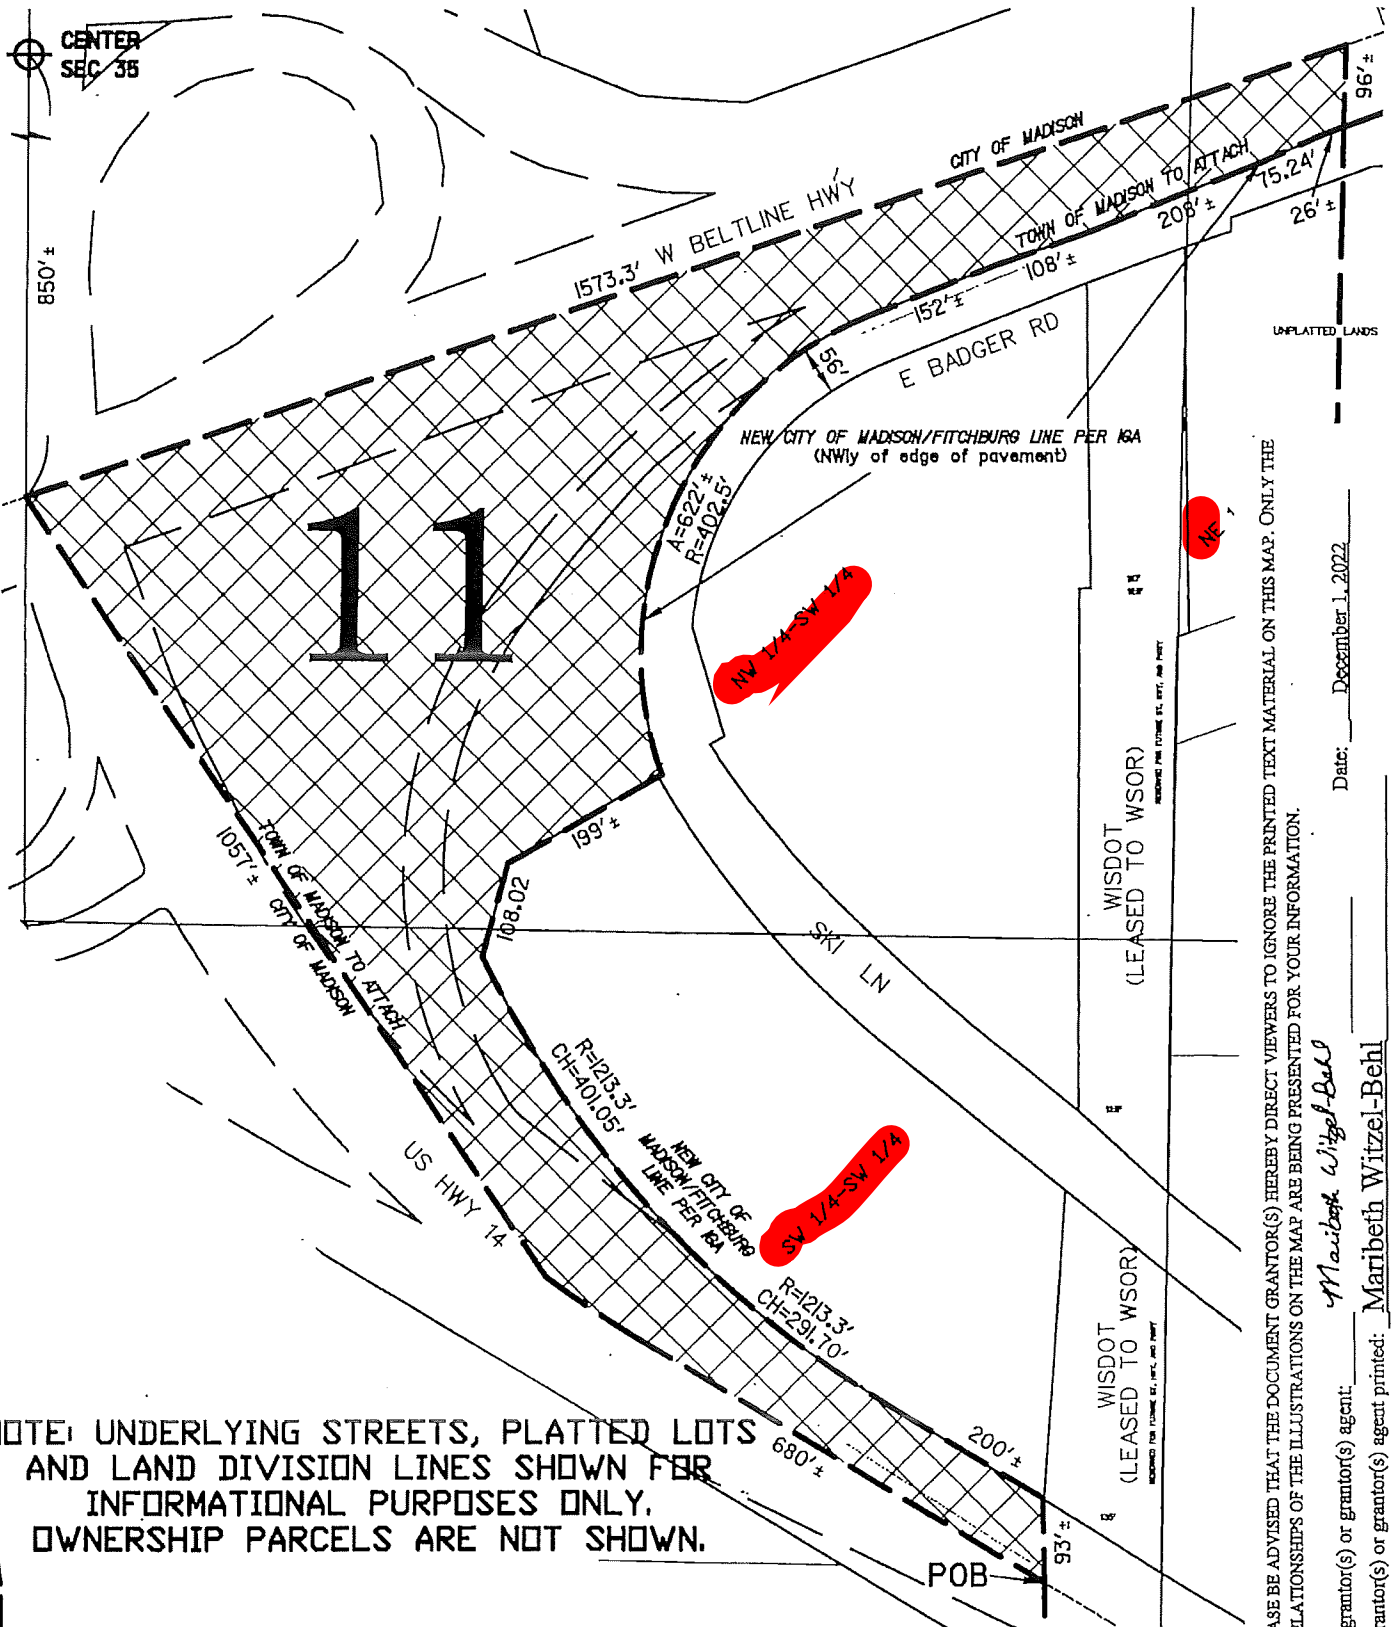 CENTER
SEC 35
850'±
96'±
CITY OF MADISON
TOWN OF MADISON TO ATTACH
75.24'
208'±
26'±
1573.3' W BELTLINE HWY
108'±
152'±
56'
E BADGER RD
UNPLATTED LANDS
NEW CITY OF MADISON/FITCHBURG LINE PER IGA
(NWly of edge of pavement)
A=622'±
R=402.5'
11
NE
NW 1/4-SW 1/4
199'±
108.02
1057'±
TOWN OF MADISON TO ATTACH
CITY OF MADISON
SKI LN
WISDOT
(LEASED TO WSOR)
R=1213.3'
CH=401.05'
NEW CITY OF
MADISON/FITCHBURG
LINE PER IGA
SW 1/4-SW 1/4
US HWY 14
R=1213.3'
CH=291.70'
WISDOT
(LEASED TO WSOR)
200'±
680'±
93'±
POB
OTE: UNDERLYING STREETS, PLATTED LOTS
AND LAND DIVISION LINES SHOWN FOR
INFORMATIONAL PURPOSES ONLY.
OWNERSHIP PARCELS ARE NOT SHOWN.
ASE BE ADVISED THAT THE DOCUMENT GRANTOR(S) HEREBY DIRECT VIEWERS TO IGNORE THE PRINTED TEXT MATERIAL ON THIS MAP. ONLY THE
LATIONSHIPS OF THE ILLUSTRATIONS ON THE MAP ARE BEING PRESENTED FOR YOUR INFORMATION.
grantor(s) or grantor(s) agent: Maribeth Witzel-Behl Date: December 1, 2022
rantor(s) or grantor(s) agent printed: Maribeth Witzel-Behl